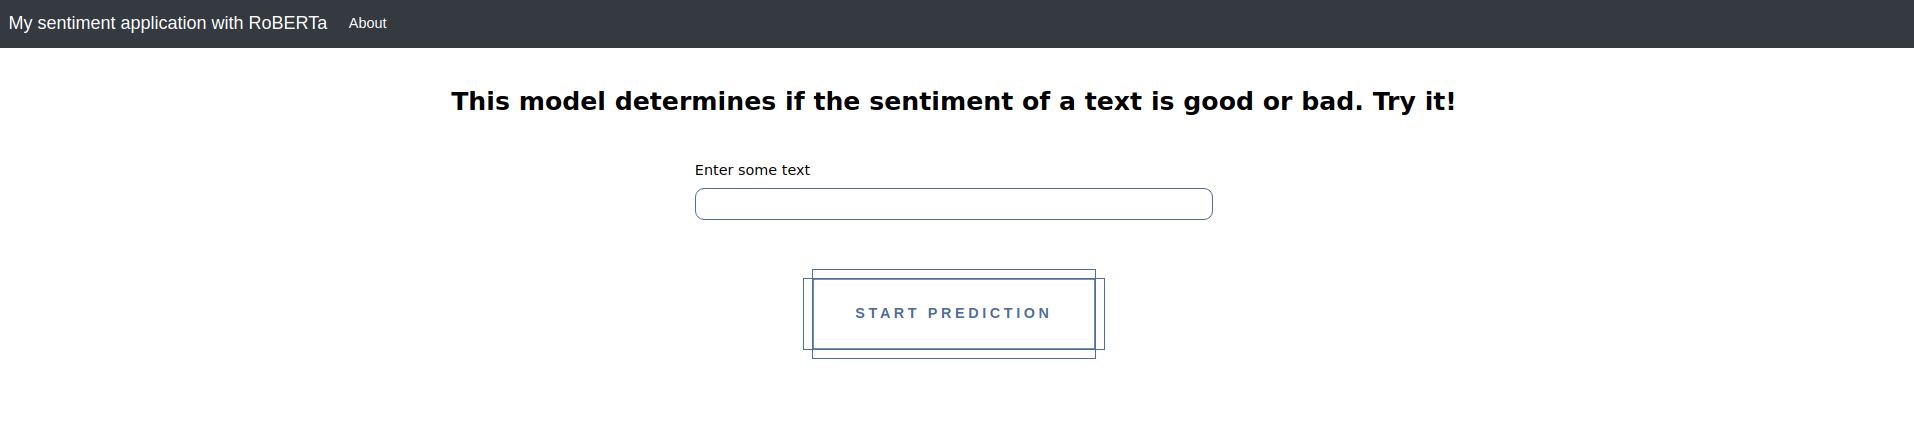 My sentiment application with RoBERTa About
This model determines if the sentiment of a text is good or bad. Try it!
Enter some text
START PREDICTION